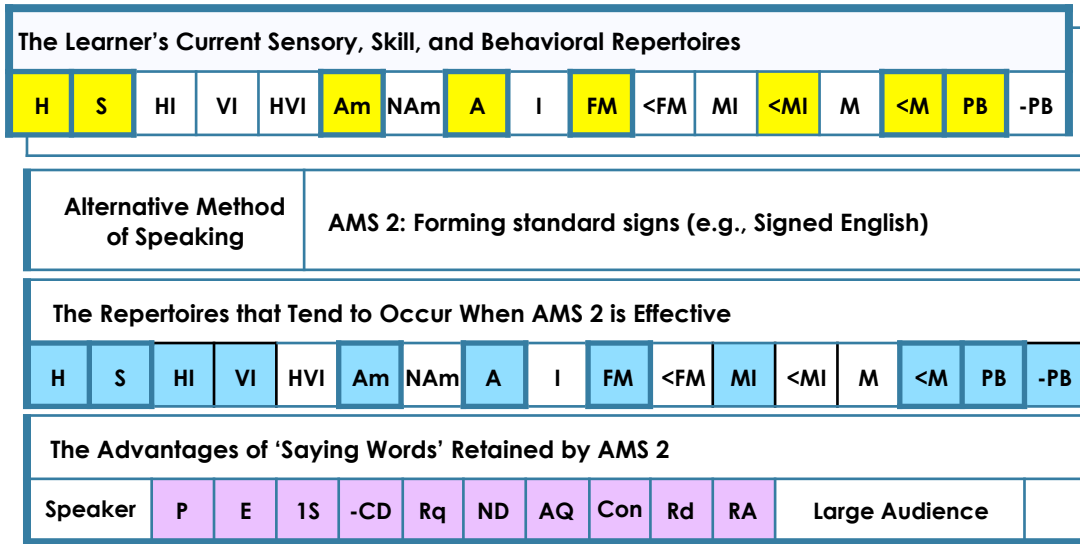 The Learner’s Current Sensory, Skill, and Behavioral Repertoires
H S HI VI HVI Am NAm A I FM <FM MI <MI M <M PB -PB
Alternative Method
of Speaking
AMS 2: Forming standard signs (e.g., Signed English)
The Repertoires that Tend to Occur When AMS 2 is Effective
H S HI VI HVI Am NAm A I FM <FM MI <MI M <M PB -PB
The Advantages of ‘Saying Words’ Retained by AMS 2
Speaker P E 1S -CD Rq ND AQ Con Rd RA Large Audience